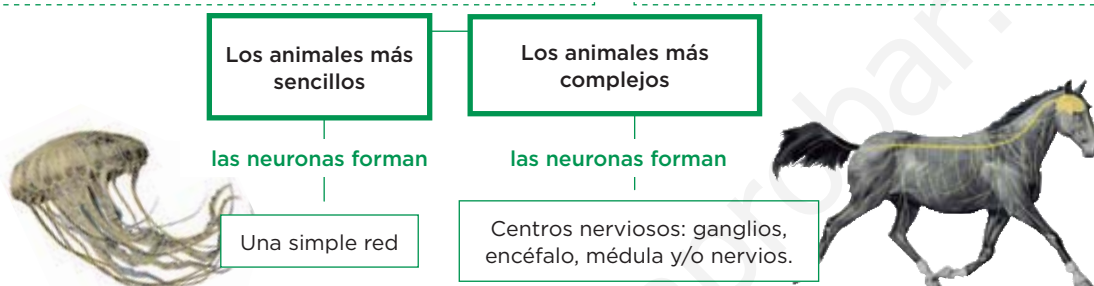 Los animales más
sencillos
Los animales más
complejos
las neuronas forman
las neuronas forman
Una simple red
Centros nerviosos: ganglios,
encéfalo, médula y/o nervios.